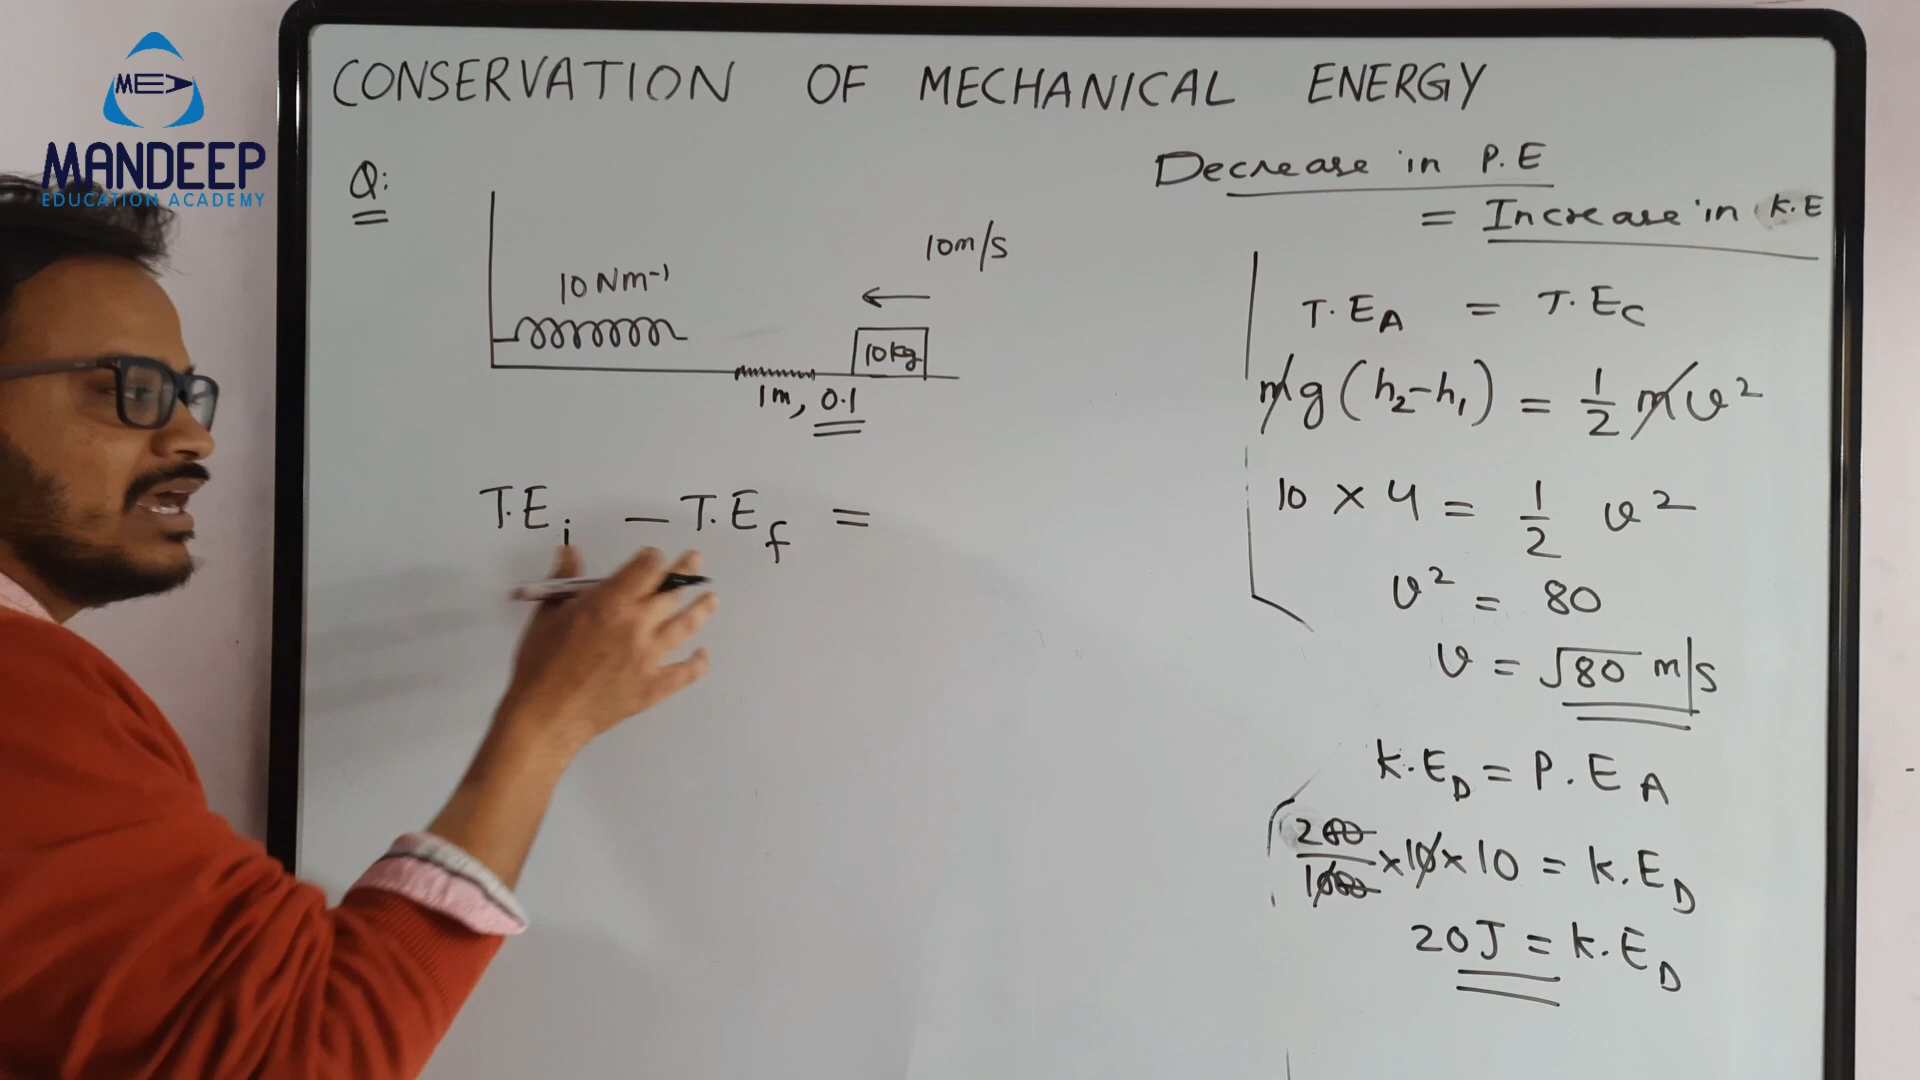 MEA
MANDEEP
EDUCATION ACADEMY
CONSERVATION OF MECHANICAL ENERGY
Q:
10 Nm⁻¹
10m/s
10kg
1m, 0.1
T.Eᵢ - T.E_f =
Decrease in P.E
= Increase in K.E
T.E_A = T.E_C
mg(h₂-h₁) = 1/2 mv²
10 × 4 = 1/2 v²
v² = 80
v = √80 m/s
K.E_D = P.E_A
200/1000 × 10 × 10 = K.E_D
20J = K.E_D